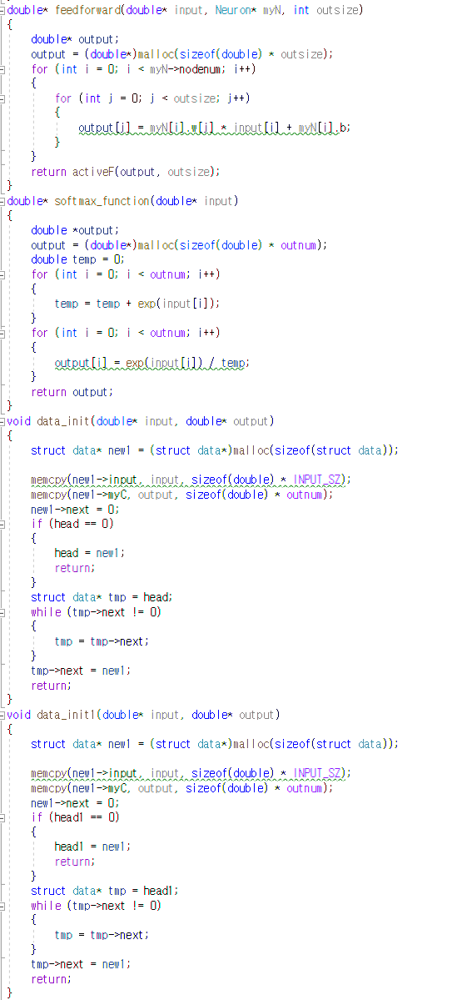 double* feedforward(double* input, Neuron* myN, int outsize)
{
    double* output;
    output = (double*)malloc(sizeof(double) * outsize);
    for (int i = 0; i < myN->nodenum; i++)
    {
        for (int j = 0; j < outsize; j++)
        {
            output[j] = myN[i].w[j] * input[i] + myN[i].b;
        }
    }
    return activeF(output, outsize);
}
double* softmax_function(double* input)
{
    double *output;
    output = (double*)malloc(sizeof(double) * outnum);
    double temp = 0;
    for (int i = 0; i < outnum; i++)
    {
        temp = temp + exp(input[i]);
    }
    for (int i = 0; i < outnum; i++)
    {
        output[i] = exp(input[i]) / temp;
    }
    return output;
}
void data_init(double* input, double* output)
{
    struct data* new1 = (struct data*)malloc(sizeof(struct data));

    memcpy(new1->input, input, sizeof(double) * INPUT_SZ);
    memcpy(new1->myC, output, sizeof(double) * outnum);
    new1->next = 0;
    if (head == 0)
    {
        head = new1;
        return;
    }
    struct data* tmp = head;
    while (tmp->next != 0)
    {
        tmp = tmp->next;
    }
    tmp->next = new1;
    return;
}
void data_init1(double* input, double* output)
{
    struct data* new1 = (struct data*)malloc(sizeof(struct data));

    memcpy(new1->input, input, sizeof(double) * INPUT_SZ);
    memcpy(new1->myC, output, sizeof(double) * outnum);
    new1->next = 0;
    if (head1 == 0)
    {
        head1 = new1;
        return;
    }
    struct data* tmp = head1;
    while (tmp->next != 0)
    {
        tmp = tmp->next;
    }
    tmp->next = new1;
    return;
}